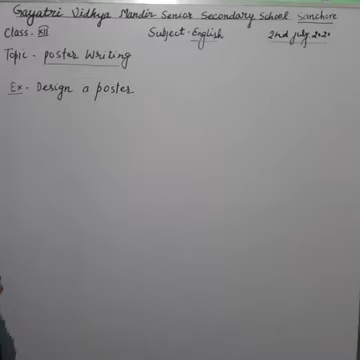 Gayatri Vidhya Mandir Senior Secondary School Sanchore
Class - XII Subject - English 2nd July, 2020
Topic - Poster Writing
Ex - Design a poster